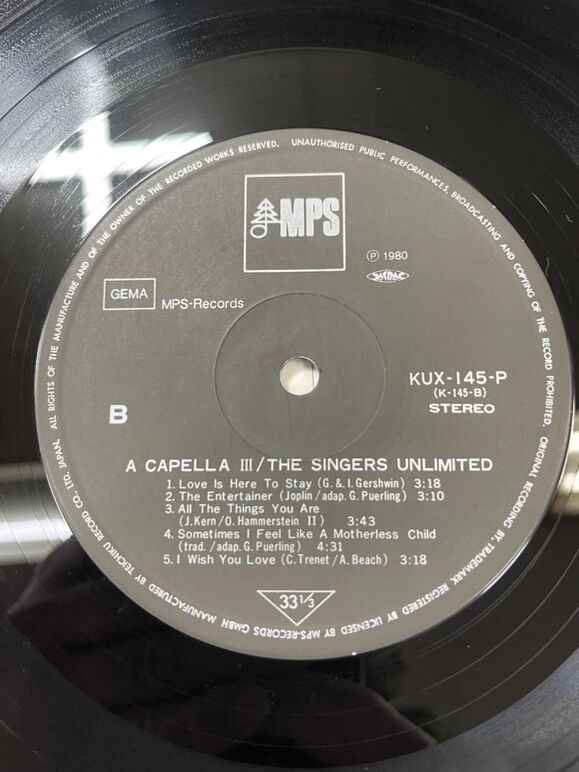 ALL RIGHTS OF THE MANUFACTURE AND OF THE OWNER OF THE RECORDED WORKS RESERVED. UNAUTHORISED PUBLIC PERFORMANCES, BROADCASTING AND COPYING OF THE RECORD PROHIBITED. ORIGINAL RECORDING BY TRADEMARK REGISTERED BY LICENSED BY MPS-RECORDS GMBH MANUFACTURED BY TEICHIKU RECORD CO., LTD. JAPAN.
MPS
Ⓟ 1980
JASRAC
GEMA
MPS-Records
KUX-145-P
(K-145-B)
B
STEREO
A CAPELLA III/THE SINGERS UNLIMITED
1. Love Is Here To Stay (G.&I. Gershwin) 3:18
2. The Entertainer (Joplin/adap. G. Puerling) 3:10
3. All The Things You Are
(J.Kern/O. Hammerstein II) 3:43
4. Sometimes I Feel Like A Motherless Child
(trad. /adap. G. Puerling) 4:31
5. I Wish You Love (C. Trenet/A. Beach) 3:18
33 1/3